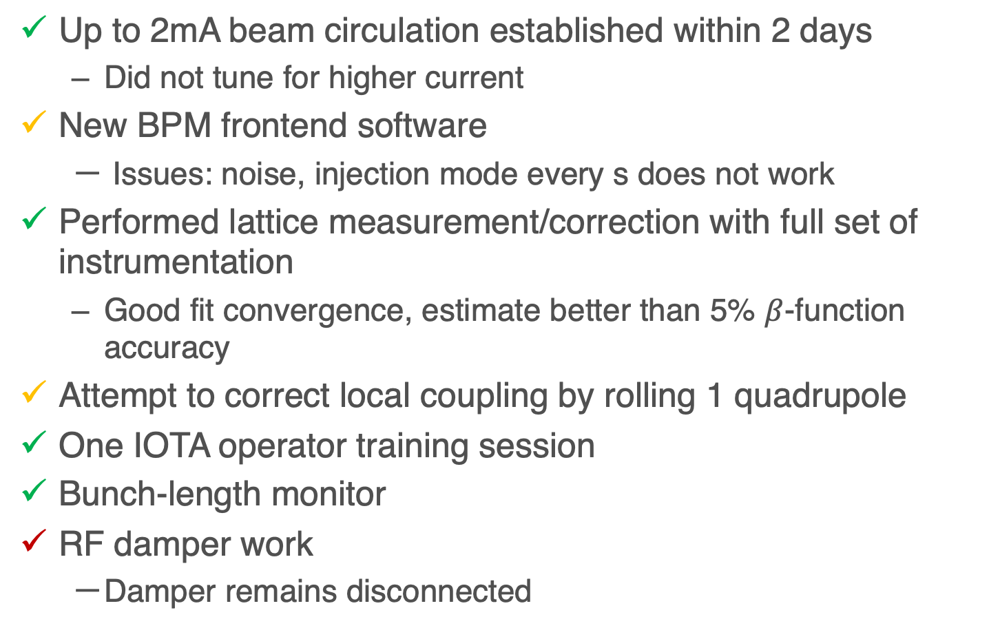 ✓ Up to 2mA beam circulation established within 2 days
– Did not tune for higher current
✓ New BPM frontend software
– Issues: noise, injection mode every s does not work
✓ Performed lattice measurement/correction with full set of
instrumentation
– Good fit convergence, estimate better than 5% 𝛽-function
accuracy
✓ Attempt to correct local coupling by rolling 1 quadrupole
✓ One IOTA operator training session
✓ Bunch-length monitor
✓ RF damper work
– Damper remains disconnected